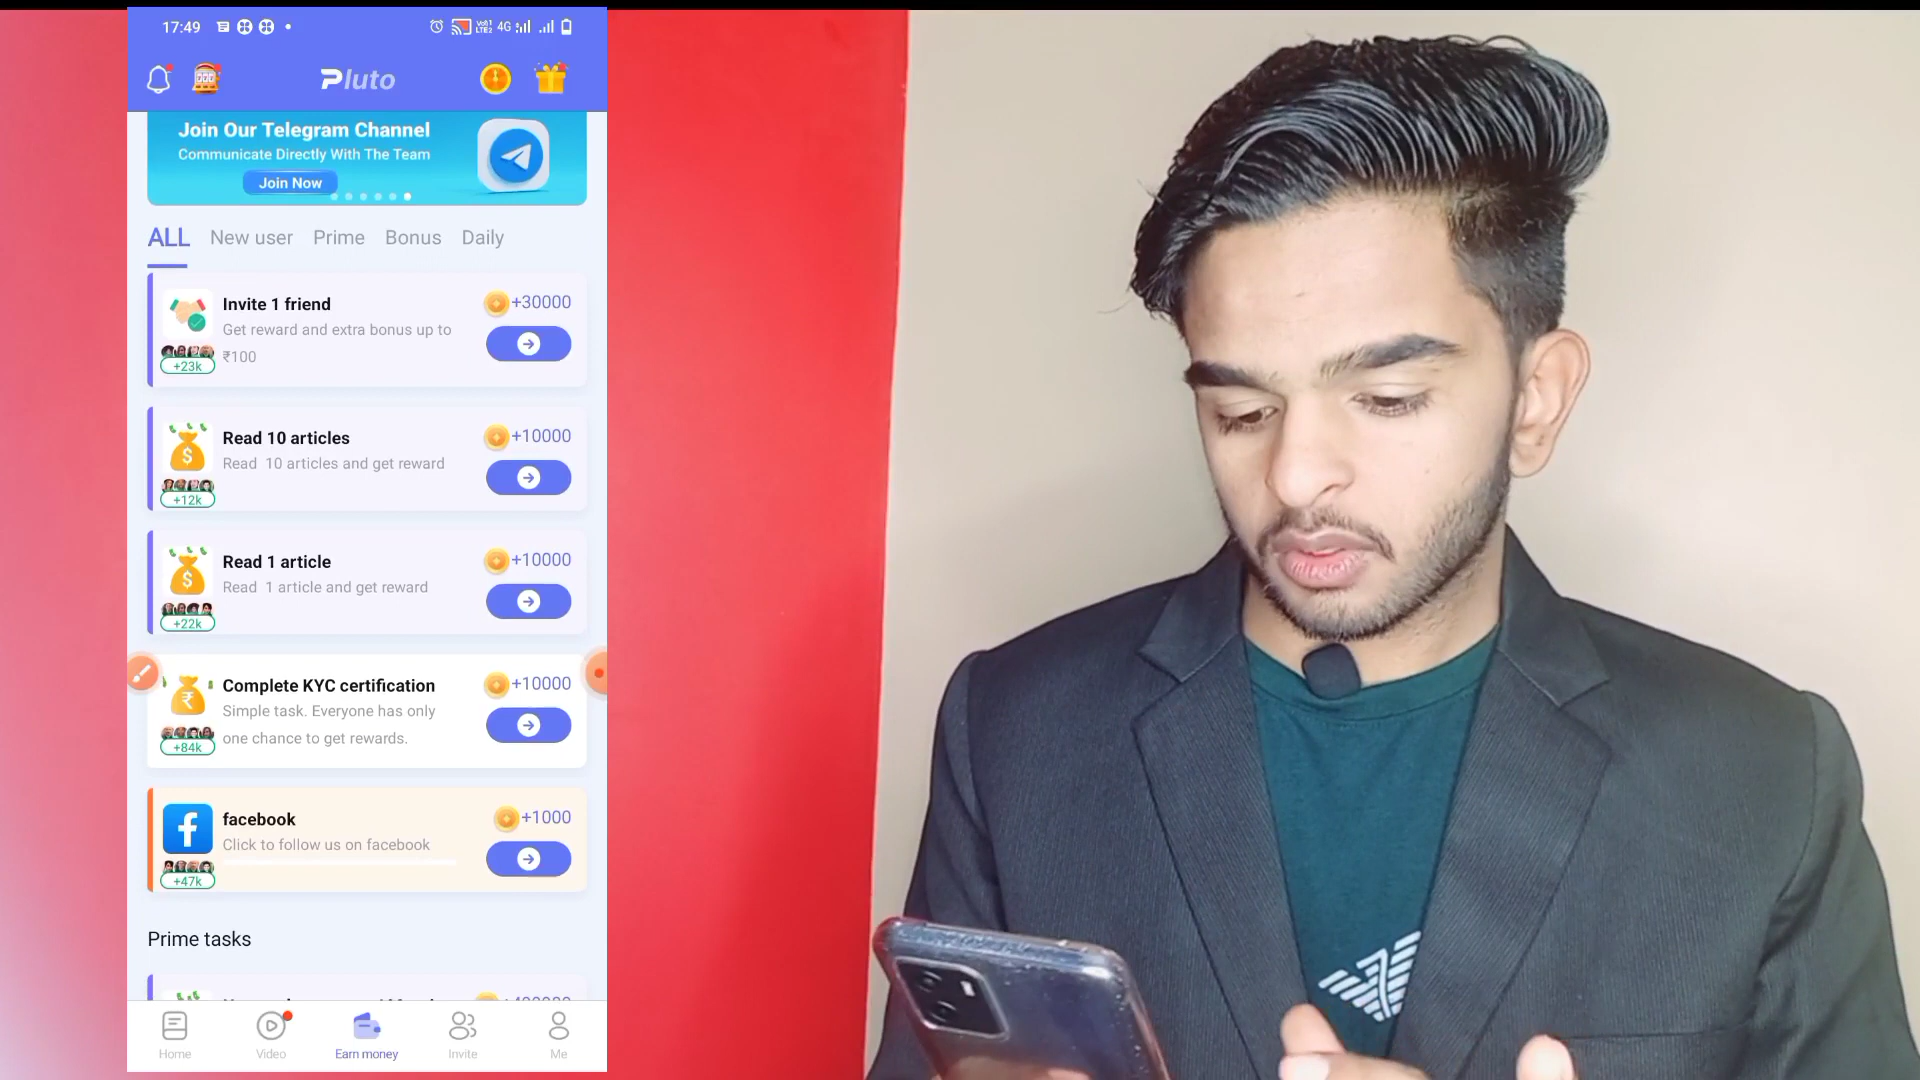 17:49
Vo1 LTE2 4G
Pluto
Join Our Telegram Channel
Communicate Directly With The Team
Join Now
ALL New user Prime Bonus Daily
Invite 1 friend +30000
Get reward and extra bonus up to
₹100
+23k
Read 10 articles +10000
Read 10 articles and get reward
+12k
Read 1 article +10000
Read 1 article and get reward
+22k
Complete KYC certification +10000
Simple task. Everyone has only
one chance to get rewards.
+84k
facebook +1000
Click to follow us on facebook
+47k
Prime tasks
Home Video Earn money Invite Me